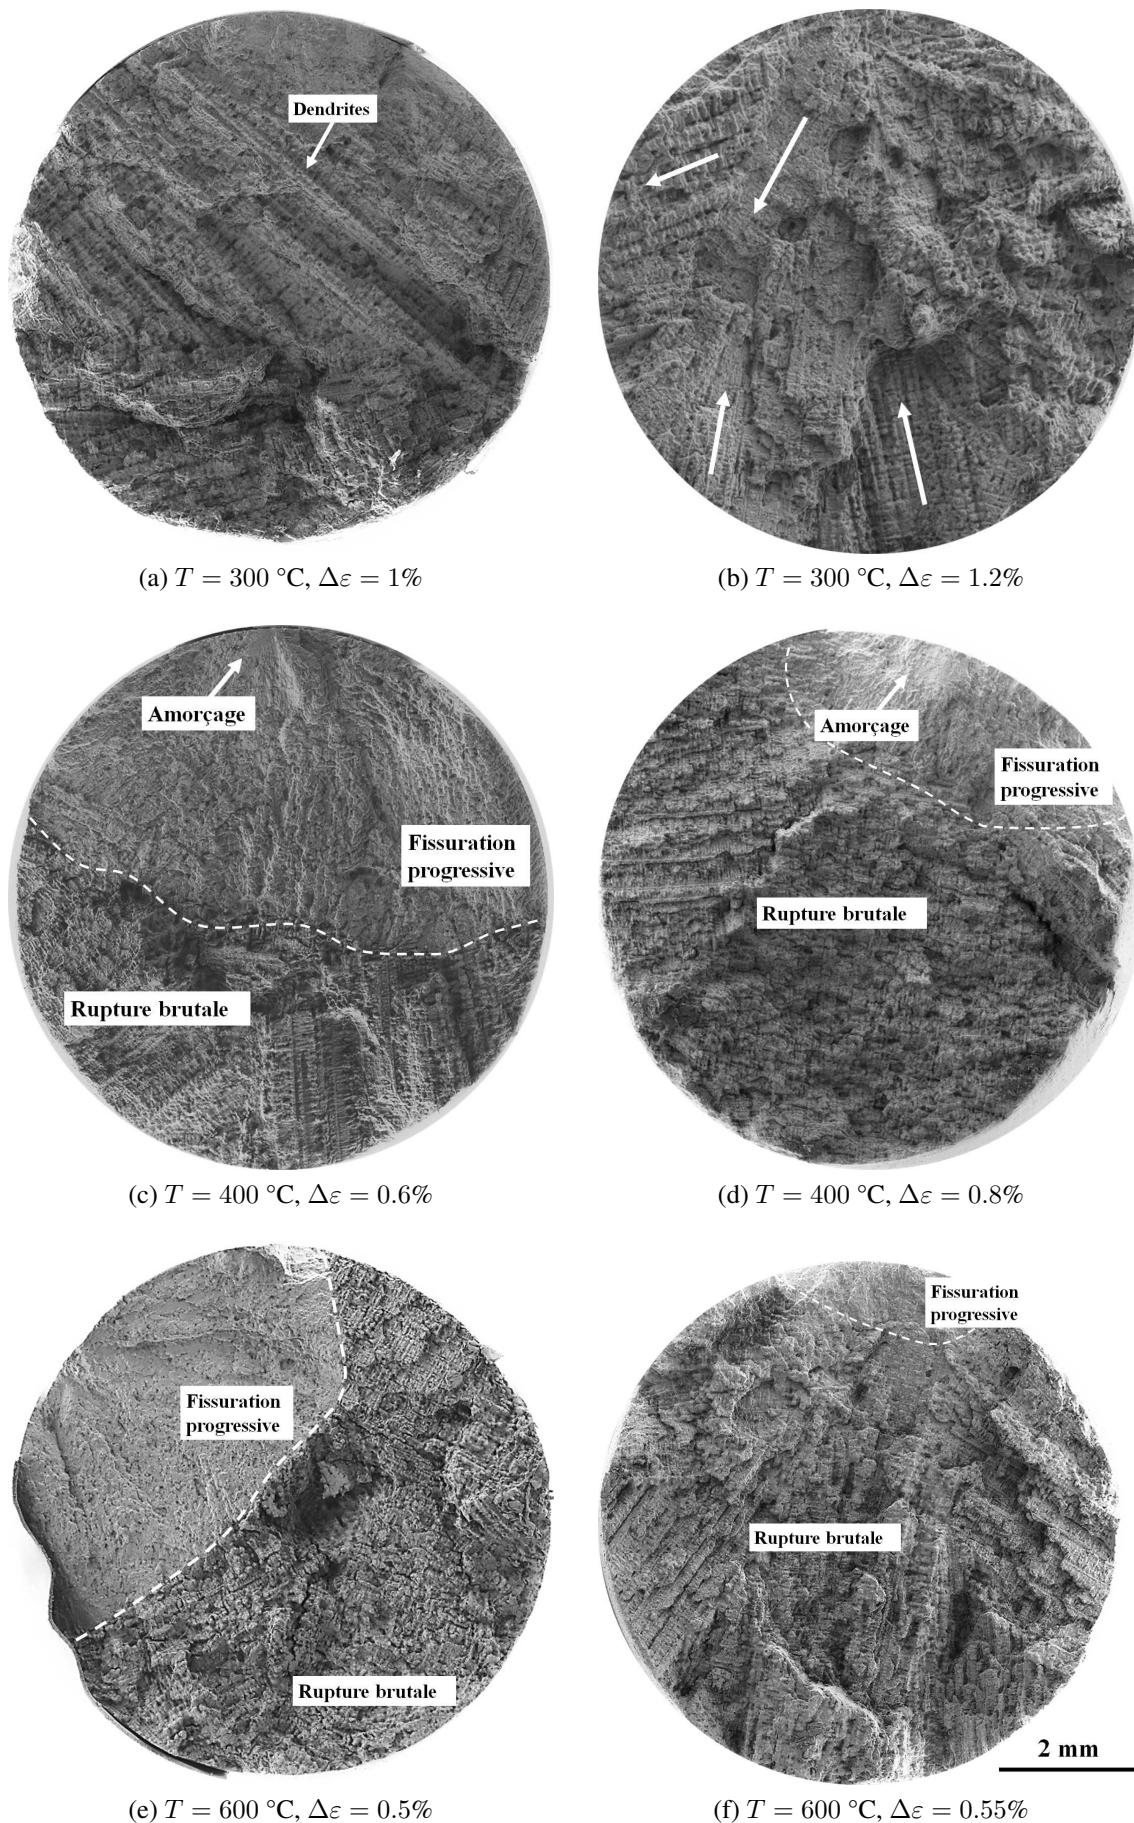 Dendrites
(a) T = 300 °C, Δε = 1%
(b) T = 300 °C, Δε = 1.2%
Amorçage
Fissuration
progressive
Rupture brutale
(c) T = 400 °C, Δε = 0.6%
Amorçage
Fissuration
progressive
Rupture brutale
(d) T = 400 °C, Δε = 0.8%
Fissuration
progressive
Rupture brutale
(e) T = 600 °C, Δε = 0.5%
Fissuration
progressive
Rupture brutale
2 mm
(f) T = 600 °C, Δε = 0.55%